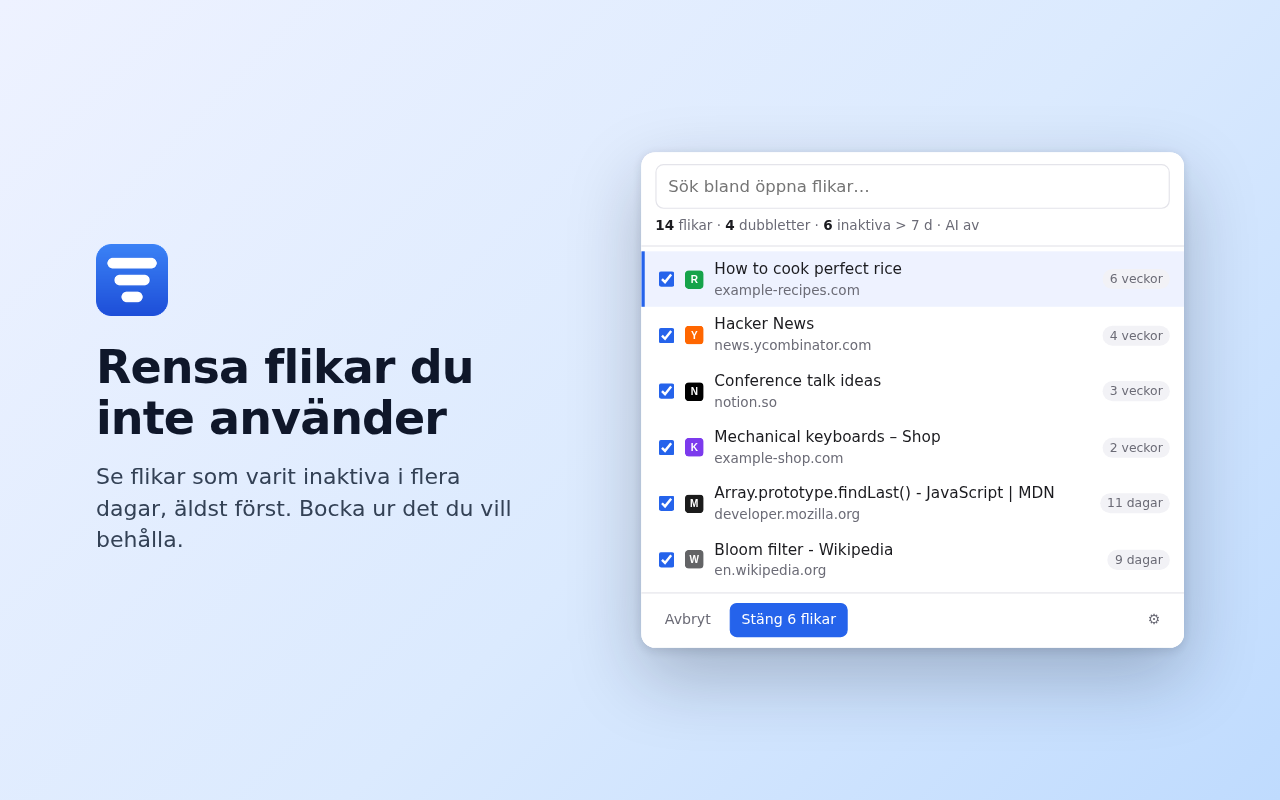 Rensa flikar du
inte använder
Se flikar som varit inaktiva i flera
dagar, äldst först. Bocka ur det du vill
behålla.
Sök bland öppna flikar…
14 flikar · 4 dubbletter · 6 inaktiva > 7 d · AI av
R
How to cook perfect rice
example-recipes.com
6 veckor
Y
Hacker News
news.ycombinator.com
4 veckor
N
Conference talk ideas
notion.so
3 veckor
K
Mechanical keyboards – Shop
example-shop.com
2 veckor
M
Array.prototype.findLast() - JavaScript | MDN
developer.mozilla.org
11 dagar
W
Bloom filter - Wikipedia
en.wikipedia.org
9 dagar
Avbryt
Stäng 6 flikar